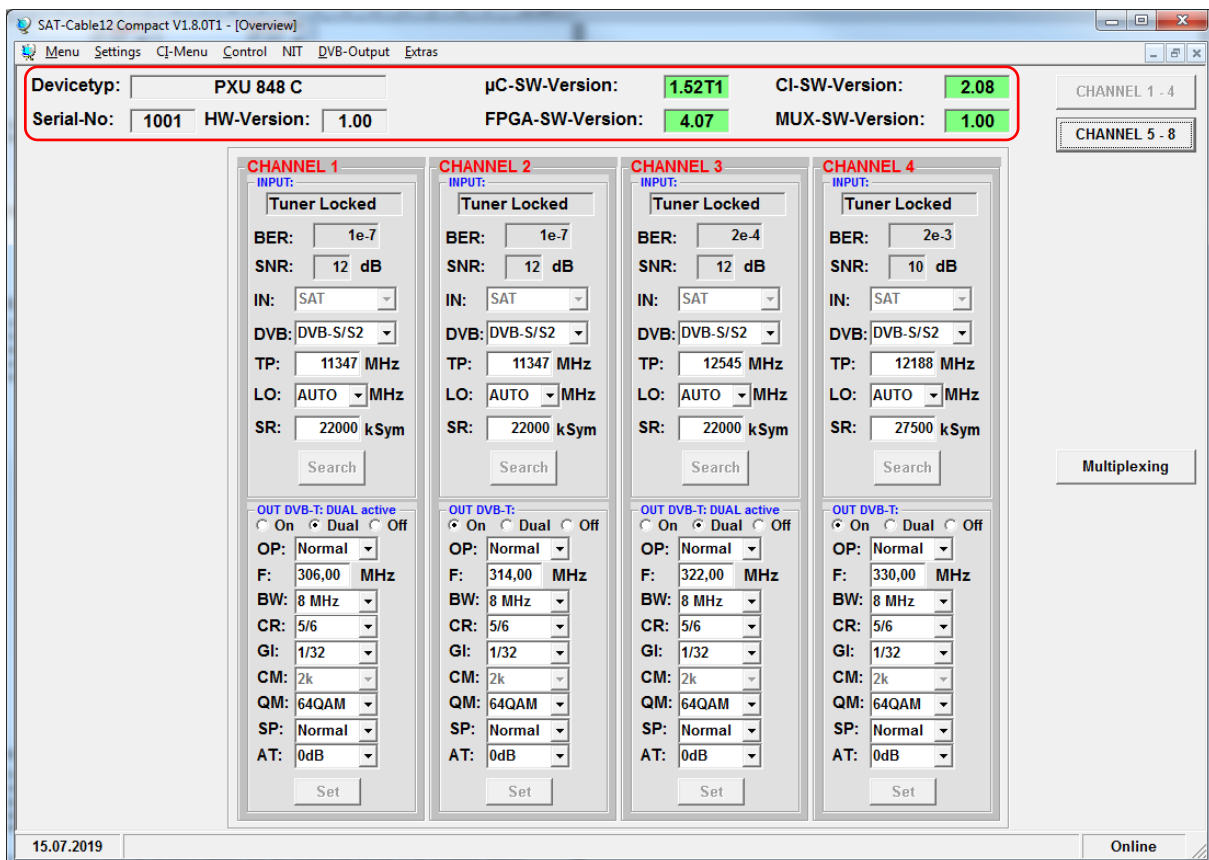 SAT-Cable12 Compact V1.8.0T1 - [Overview]
Menu Settings CI-Menu Control NIT DVB-Output Extras
Devicetyp: PXU 848 C µC-SW-Version: 1.52T1 CI-SW-Version: 2.08
Serial-No: 1001 HW-Version: 1.00 FPGA-SW-Version: 4.07 MUX-SW-Version: 1.00
CHANNEL 1 - 4
CHANNEL 5 - 8
Multiplexing
CHANNEL 1
INPUT:
Tuner Locked
BER: 1e-7
SNR: 12 dB
IN: SAT
DVB: DVB-S/S2
TP: 11347 MHz
LO: AUTO MHz
SR: 22000 kSym
Search
OUT DVB-T: DUAL active
On Dual Off
OP: Normal
F: 306,00 MHz
BW: 8 MHz
CR: 5/6
GI: 1/32
CM: 2k
QM: 64QAM
SP: Normal
AT: 0dB
Set
CHANNEL 2
INPUT:
Tuner Locked
BER: 1e-7
SNR: 12 dB
IN: SAT
DVB: DVB-S/S2
TP: 11347 MHz
LO: AUTO MHz
SR: 22000 kSym
Search
OUT DVB-T:
On Dual Off
OP: Normal
F: 314,00 MHz
BW: 8 MHz
CR: 5/6
GI: 1/32
CM: 2k
QM: 64QAM
SP: Normal
AT: 0dB
Set
CHANNEL 3
INPUT:
Tuner Locked
BER: 2e-4
SNR: 12 dB
IN: SAT
DVB: DVB-S/S2
TP: 12545 MHz
LO: AUTO MHz
SR: 22000 kSym
Search
OUT DVB-T: DUAL active
On Dual Off
OP: Normal
F: 322,00 MHz
BW: 8 MHz
CR: 5/6
GI: 1/32
CM: 2k
QM: 64QAM
SP: Normal
AT: 0dB
Set
CHANNEL 4
INPUT:
Tuner Locked
BER: 2e-3
SNR: 10 dB
IN: SAT
DVB: DVB-S/S2
TP: 12188 MHz
LO: AUTO MHz
SR: 27500 kSym
Search
OUT DVB-T:
On Dual Off
OP: Normal
F: 330,00 MHz
BW: 8 MHz
CR: 5/6
GI: 1/32
CM: 2k
QM: 64QAM
SP: Normal
AT: 0dB
Set
15.07.2019 Online